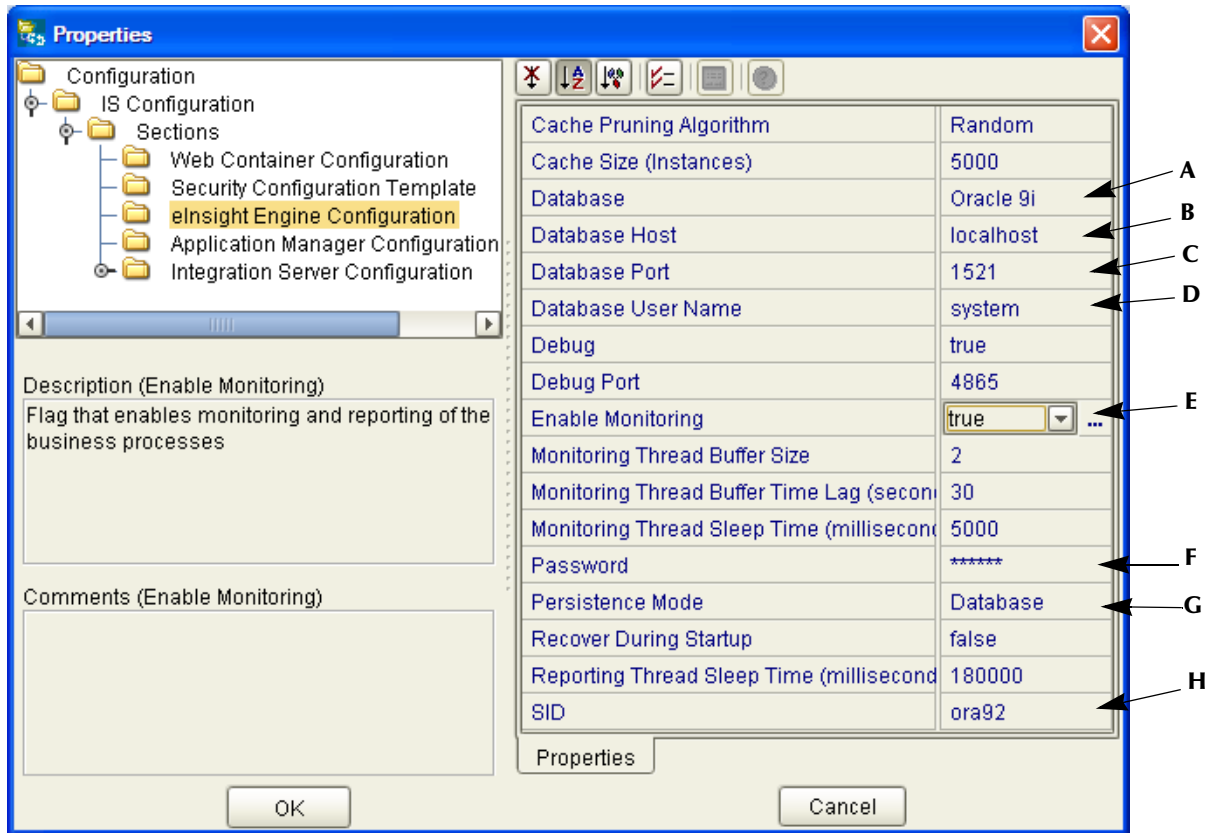 Properties
Configuration
IS Configuration
Sections
Web Container Configuration
Security Configuration Template
eInsight Engine Configuration
Application Manager Configuration
Integration Server Configuration
Description (Enable Monitoring)
Flag that enables monitoring and reporting of the
business processes
Comments (Enable Monitoring)
OK
Cache Pruning Algorithm Random
Cache Size (Instances) 5000
Database Oracle 9i A
Database Host localhost B
Database Port 1521 C
Database User Name system D
Debug true
Debug Port 4865
Enable Monitoring true ... E
Monitoring Thread Buffer Size 2
Monitoring Thread Buffer Time Lag (secon 30
Monitoring Thread Sleep Time (millisecon 5000
Password ****** F
Persistence Mode Database G
Recover During Startup false
Reporting Thread Sleep Time (millisecond 180000
SID ora92 H
Properties
Cancel